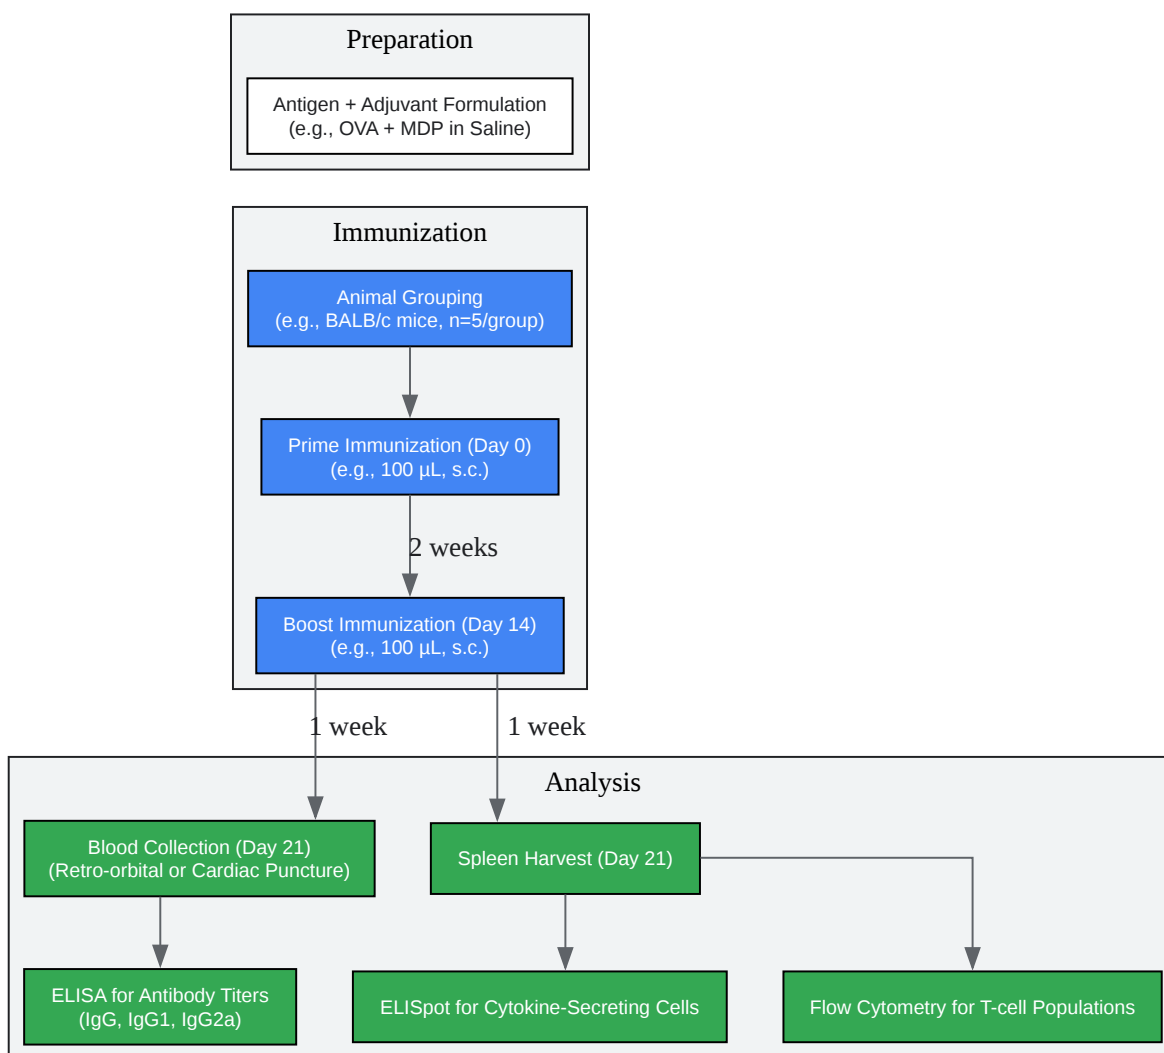 Preparation
Antigen + Adjuvant Formulation
(e.g., OVA + MDP in Saline)
Immunization
Animal Grouping
(e.g., BALB/c mice, n=5/group)
Prime Immunization (Day 0)
(e.g., 100 µL, s.c.)
2 weeks
Boost Immunization (Day 14)
(e.g., 100 µL, s.c.)
1 week
1 week
Analysis
Blood Collection (Day 21)
(Retro-orbital or Cardiac Puncture)
Spleen Harvest (Day 21)
ELISA for Antibody Titers
(IgG, IgG1, IgG2a)
ELISpot for Cytokine-Secreting Cells
Flow Cytometry for T-cell Populations